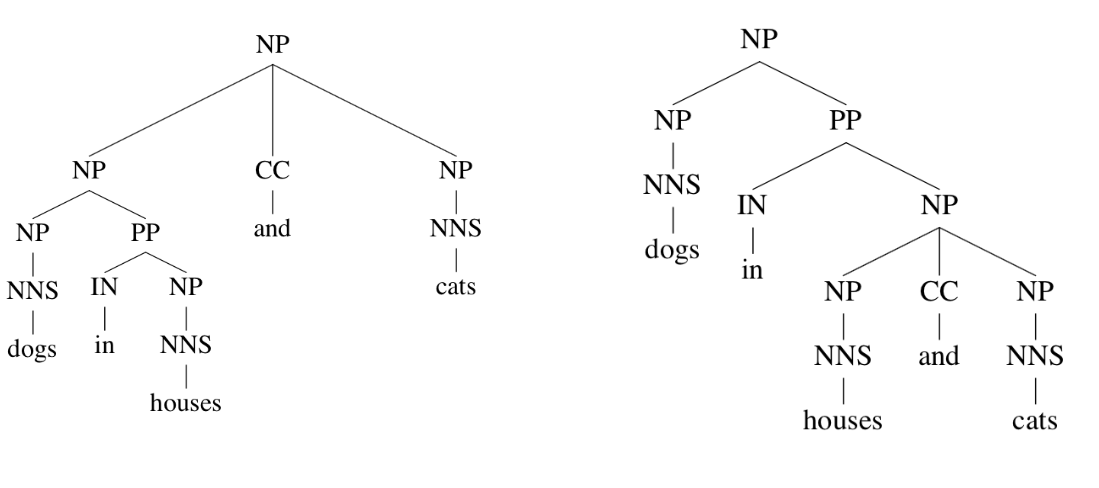 NP
NP CC NP
NP PP and NNS
NNS IN NP cats
dogs in NNS
houses
NP
NP PP
NNS IN NP
dogs in NP CC NP
NNS and NNS
houses cats